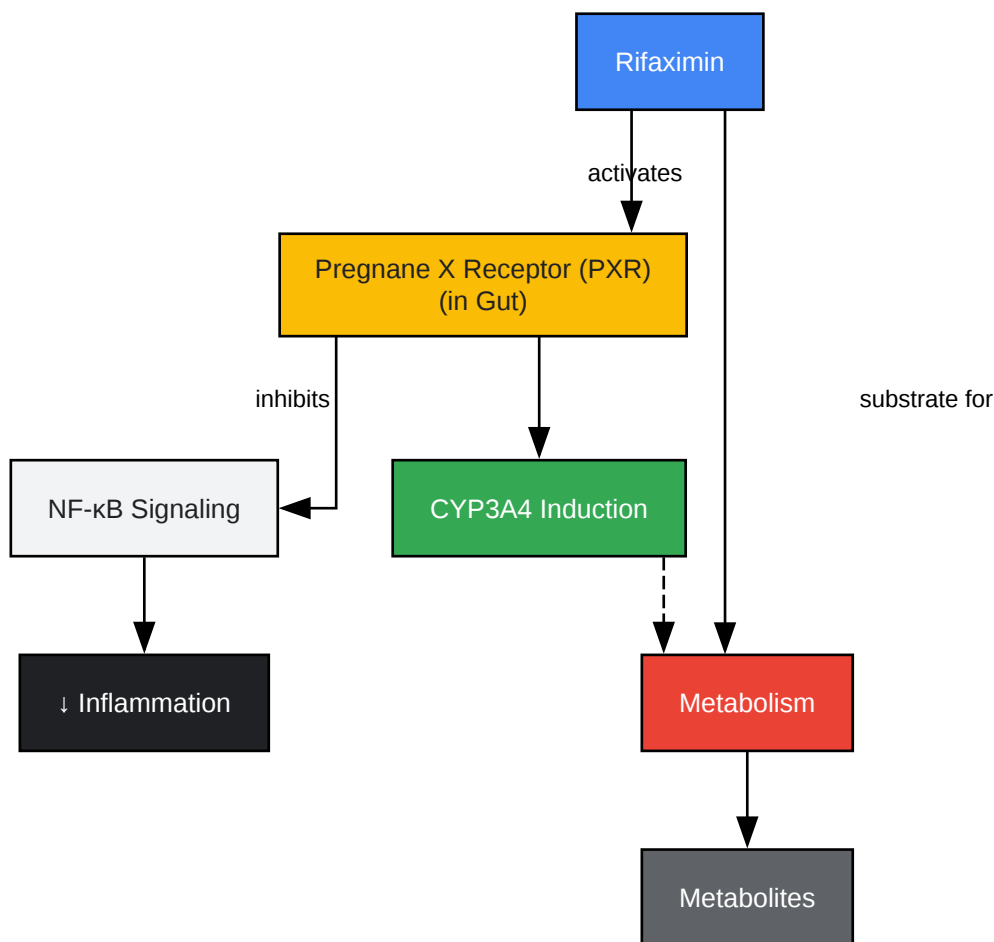 Rifaximin
activates
Pregnane X Receptor (PXR)
(in Gut)
inhibits
substrate for
NF-κB Signaling
CYP3A4 Induction
↓ Inflammation
Metabolism
Metabolites